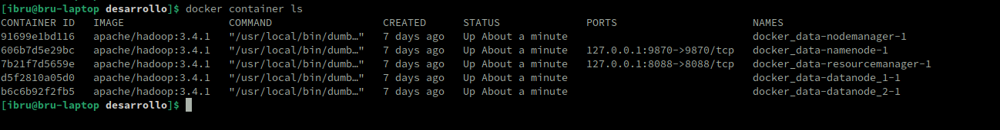 [ibru@bru-laptop desarrollo]$ docker container ls
CONTAINER ID   IMAGE                 COMMAND                  CREATED      STATUS              PORTS                      NAMES
91699e1bd116   apache/hadoop:3.4.1   "/usr/local/bin/dumb…"   7 days ago   Up About a minute                              docker_data-nodemanager-1
606b7d5e29bc   apache/hadoop:3.4.1   "/usr/local/bin/dumb…"   7 days ago   Up About a minute   127.0.0.1:9870->9870/tcp   docker_data-namenode-1
7b21f7d5659e   apache/hadoop:3.4.1   "/usr/local/bin/dumb…"   7 days ago   Up About a minute   127.0.0.1:8088->8088/tcp   docker_data-resourcemanager-1
d5f2810a05d0   apache/hadoop:3.4.1   "/usr/local/bin/dumb…"   7 days ago   Up About a minute                              docker_data-datanode_1-1
b6c6b92f2fb5   apache/hadoop:3.4.1   "/usr/local/bin/dumb…"   7 days ago   Up About a minute                              docker_data-datanode_2-1
[ibru@bru-laptop desarrollo]$